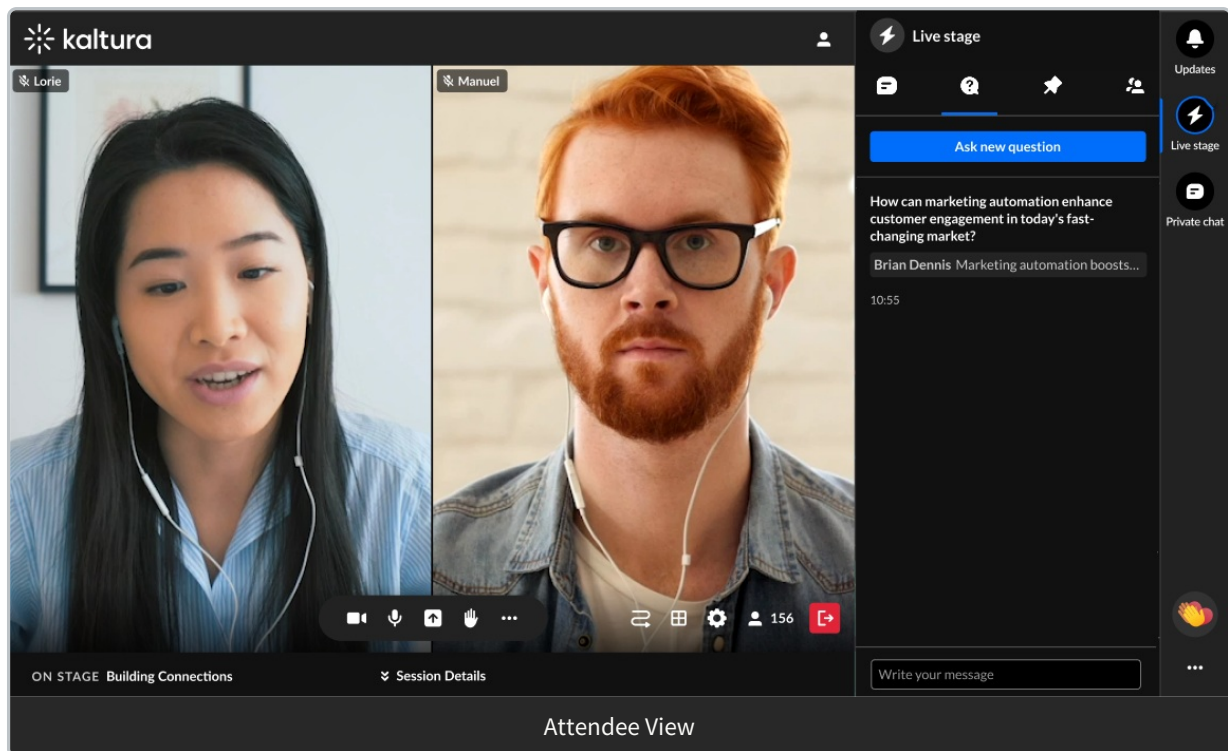 kaltura
Lorie
Manuel
156
ON STAGE Building Connections
Session Details
Live stage
Ask new question
How can marketing automation enhance
customer engagement in today's fast-
changing market?
Brian Dennis Marketing automation boosts...
10:55
Write your message
Updates
Live stage
Private chat
Attendee View